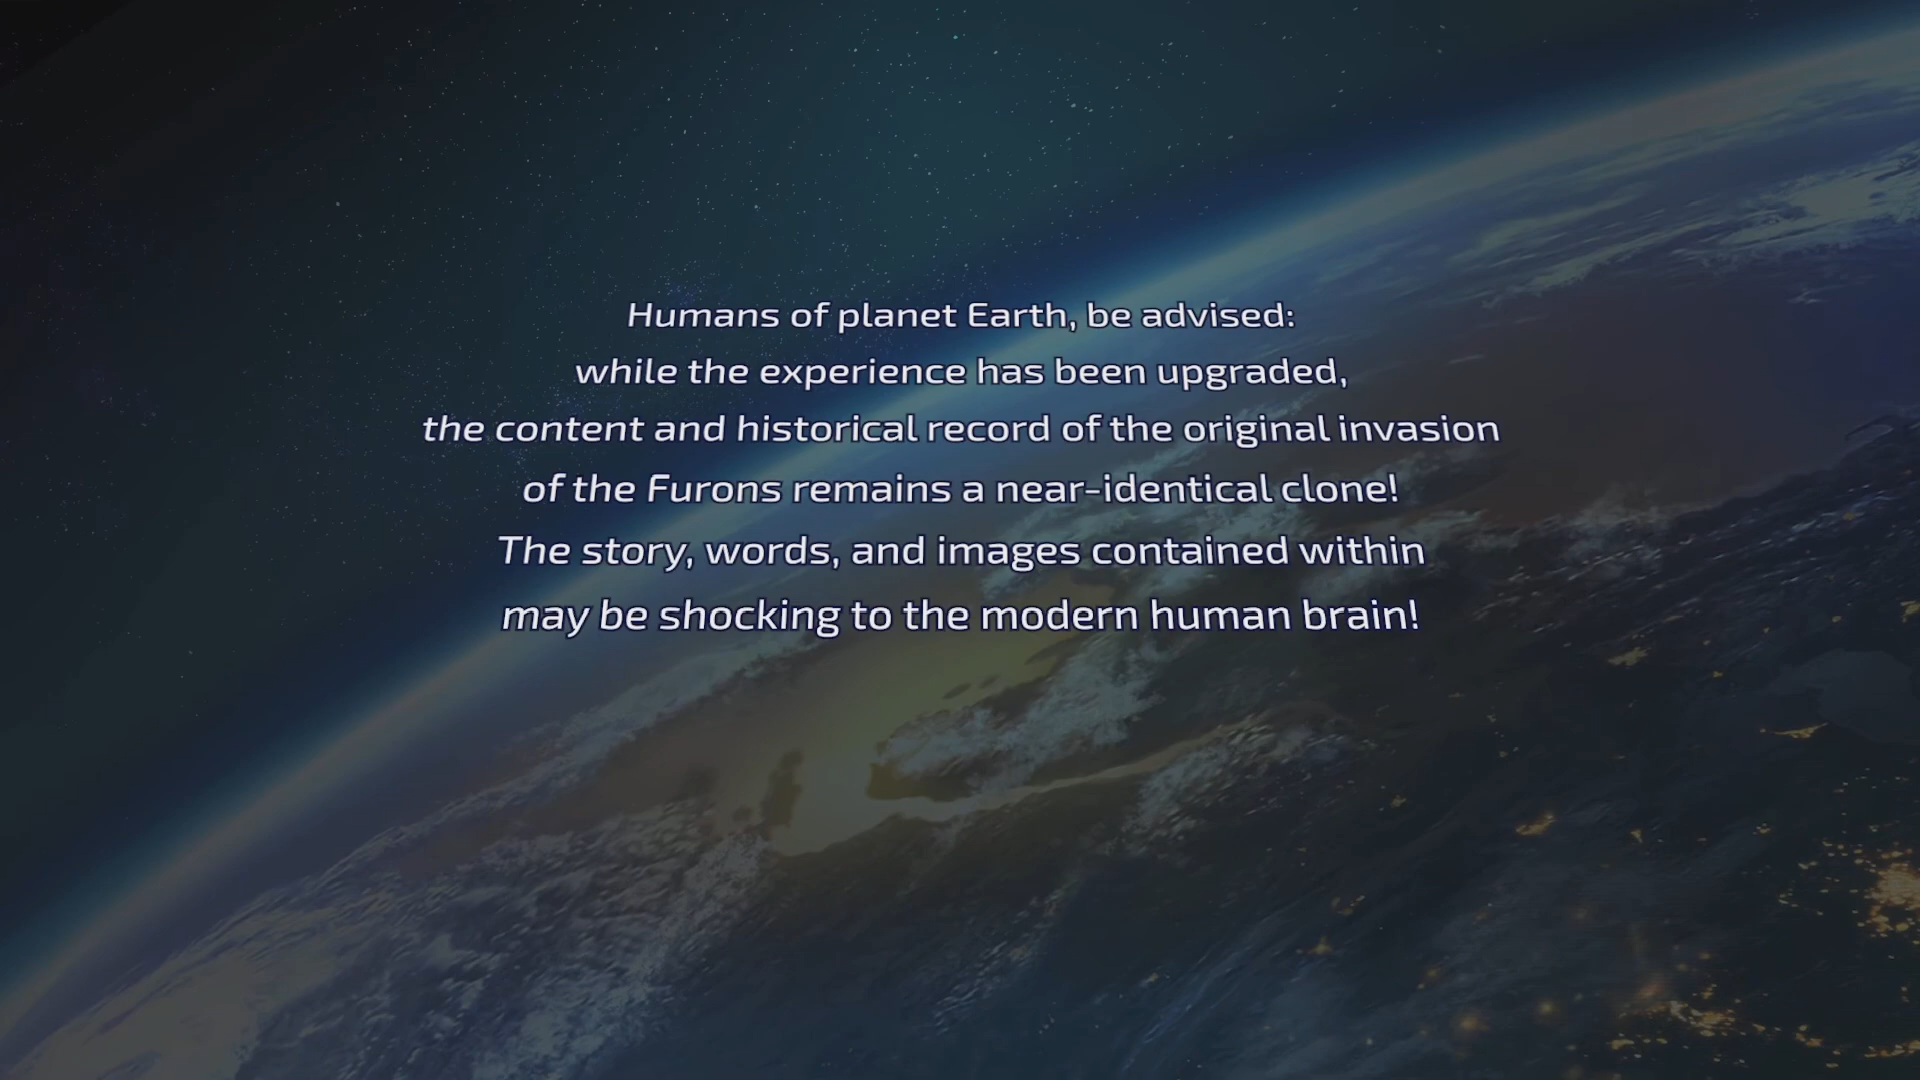 Humans of planet Earth, be advised:
while the experience has been upgraded,
the content and historical record of the original invasion
of the Furons remains a near-identical clone!
The story, words, and images contained within
may be shocking to the modern human brain!